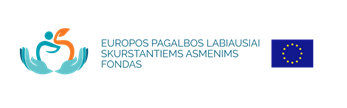 EUROPOS PAGALBOS LABIAUSIAI
SKURSTANTIEMS ASMENIMS
FONDAS